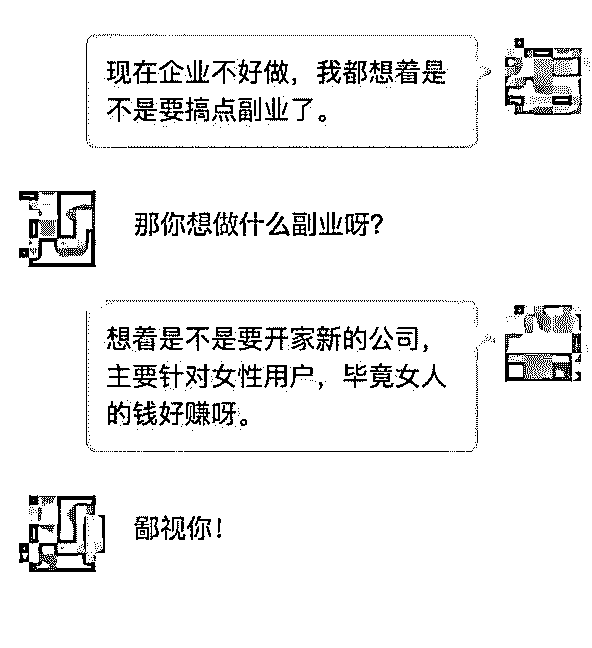 现在企业不好做，我都想着是
不是要搞点副业了。
那你想做什么副业呀？
想着是不是要开家新的公司，
主要针对女性用户，毕竟女人
的钱好赚呀。
鄙视你！